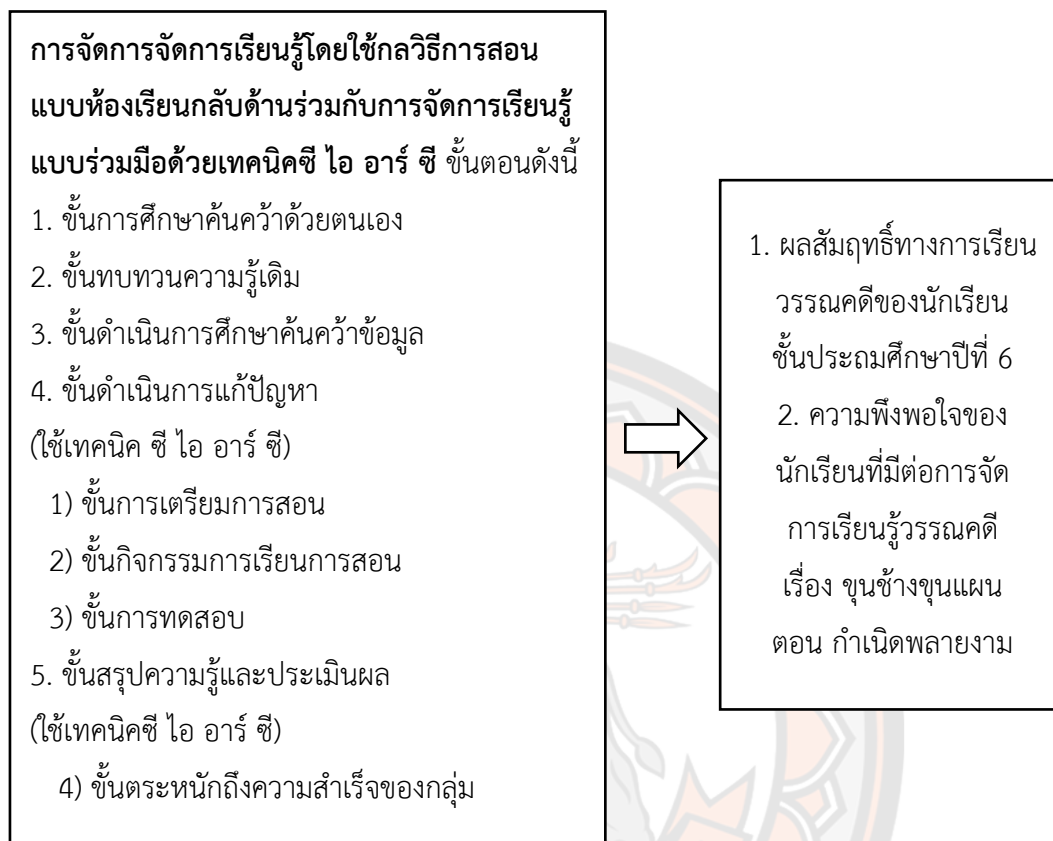 การจัดการจัดการเรียนรู้โดยใช้กลวิธีการสอน
แบบห้องเรียนกลับด้านร่วมกับการจัดการเรียนรู้
แบบร่วมมือด้วยเทคนิคซี ไอ อาร์ ซี ขั้นตอนดังนี้
1. ขั้นการศึกษาค้นคว้าด้วยตนเอง
2. ขั้นทบทวนความรู้เดิม
3. ขั้นดำเนินการศึกษาค้นคว้าข้อมูล
4. ขั้นดำเนินการแก้ปัญหา
(ใช้เทคนิค ซี ไอ อาร์ ซี)
1) ขั้นการเตรียมการสอน
2) ขั้นกิจกรรมการเรียนการสอน
3) ขั้นการทดสอบ
5. ขั้นสรุปความรู้และประเมินผล
(ใช้เทคนิคซี ไอ อาร์ ซี)
4) ขั้นตระหนักถึงความสำเร็จของกลุ่ม
1. ผลสัมฤทธิ์ทางการเรียน
วรรณคดีของนักเรียน
ชั้นประถมศึกษาปีที่ 6
2. ความพึงพอใจของ
นักเรียนที่มีต่อการจัด
การเรียนรู้วรรณคดี
เรื่อง ขุนช้างขุนแผน
ตอน กำเนิดพลายงาม